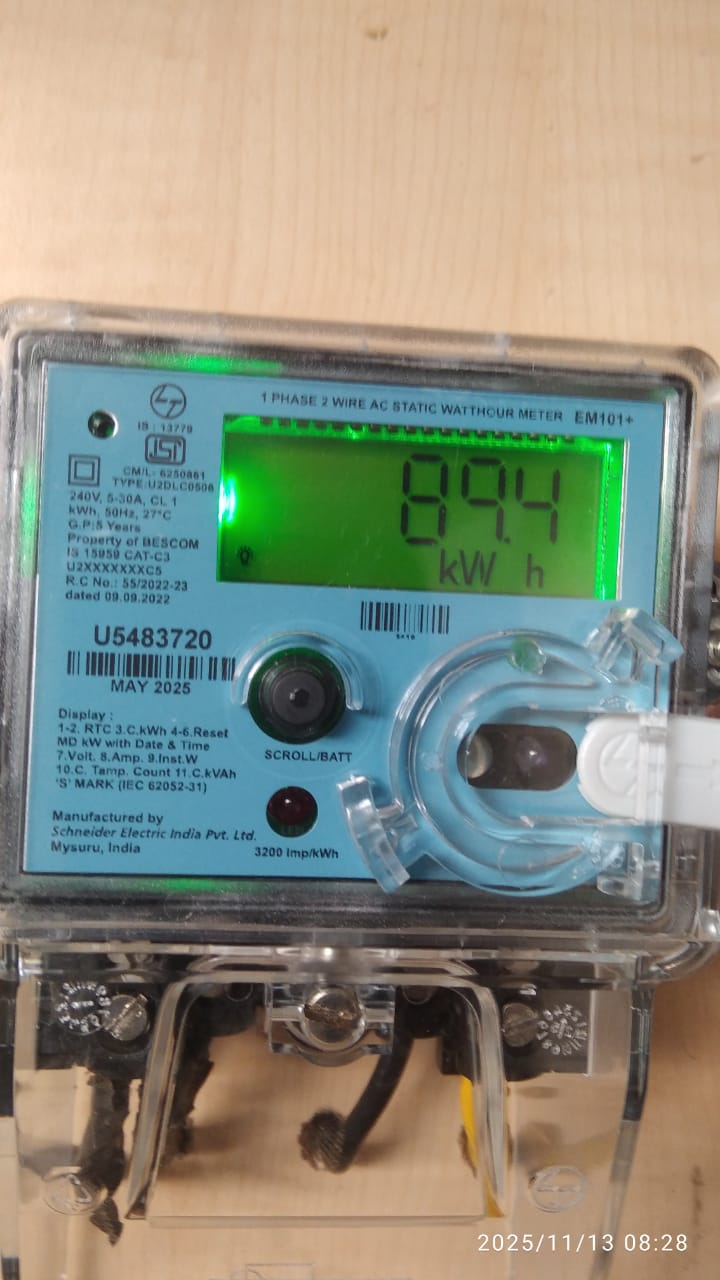 1 PHASE 2 WIRE AC STATIC WATTHOUR METER EM101+
IS : 13779
CM/L- 6250861
TYPE:U2DLC0506
240V, 5-30A, CL 1
kWh, 50Hz, 27°C
G.P:5 Years
Property of BESCOM
IS 15959 CAT-C3
U2XXXXXXXC5
R.C No.: 55/2022-23
dated 09.09.2022
89.4
kW h
U5483720
MAY 2025
Display :
1-2. RTC 3.C.kWh 4-6.Reset
MD kW with Date & Time
7.Volt. 8.Amp. 9.Inst.W
10.C. Tamp. Count 11.C.kVAh
'S' MARK (IEC 62052-31)
SCROLL/BATT
Manufactured by
Schneider Electric India Pvt. Ltd.
Mysuru, India
3200 Imp/kWh
2025/11/13 08:28